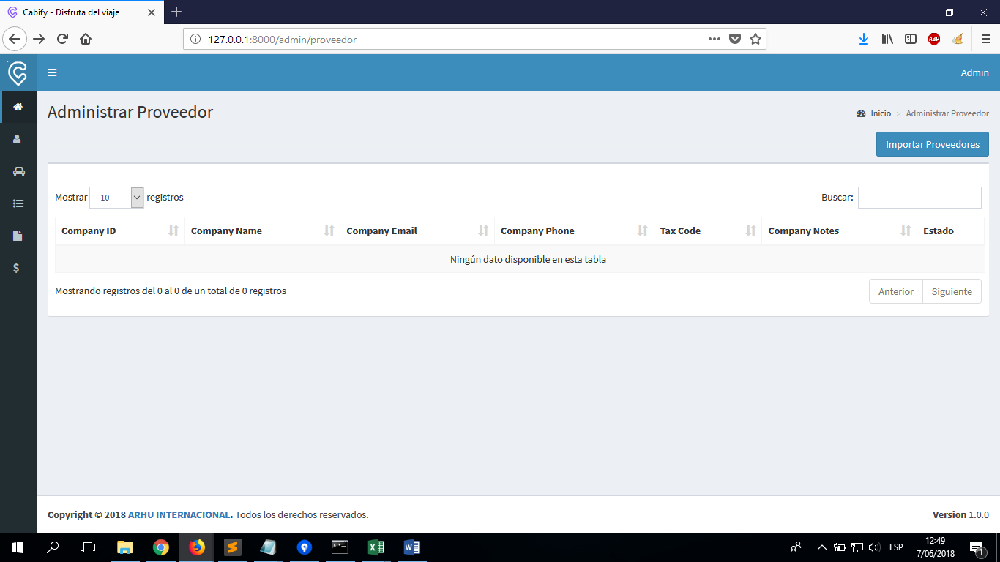 Cabify - Disfruta del viaje
127.0.0.1:8000/admin/proveedor
ABP
Admin
Administrar Proveedor
Inicio > Administrar Proveedor
Importar Proveedores
Mostrar 10 registros
Buscar:
Company ID Company Name Company Email Company Phone Tax Code Company Notes Estado
Ningún dato disponible en esta tabla
Mostrando registros del 0 al 0 de un total de 0 registros
Anterior Siguiente
Copyright © 2018 ARHU INTERNACIONAL. Todos los derechos reservados.
Version 1.0.0
ESP
12:49
7/06/2018
1